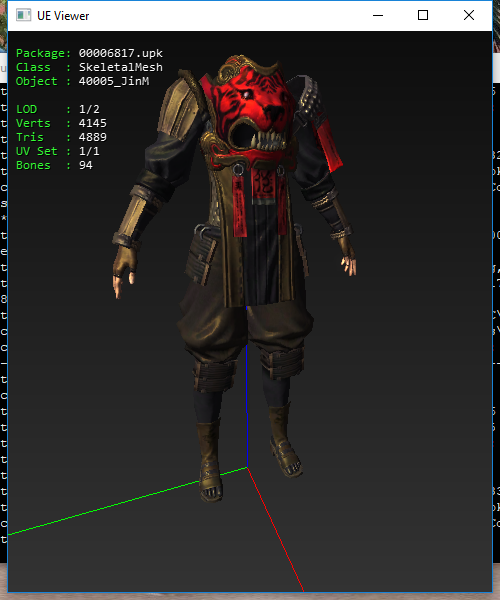 UE Viewer
Package: 00006817.upk
Class : SkeletalMesh
Object : 40005_JinM
LOD : 1/2
Verts : 4145
Tris : 4889
UV Set : 1/1
Bones : 94